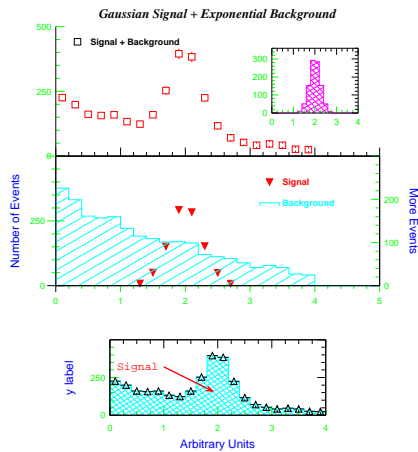 Gaussian Signal + Exponential Background
500
250
0
Signal + Background
300
200
100
0
0 1 2 3 4
Number of Events
250
0
Signal
Background
200
100
0
More Events
0 1 2 3 4 5
y label
250
Signal
0 1 2 3 4
Arbitrary Units